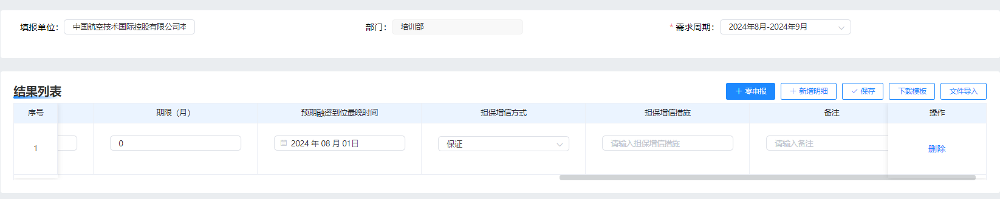 填报单位： 中国航空技术国际控股有限公司本 部门： 培训部 * 需求周期： 2024年8月-2024年9月
结果列表 零申报 新增明细 保存 下载模板 文件导入
序号 期限（月） 预期融资到位最晚时间 担保增信方式 担保增信措施 备注 操作
1 0 2024 年 08 月 01日 保证 请输入担保增信措施 请输入备注 删除